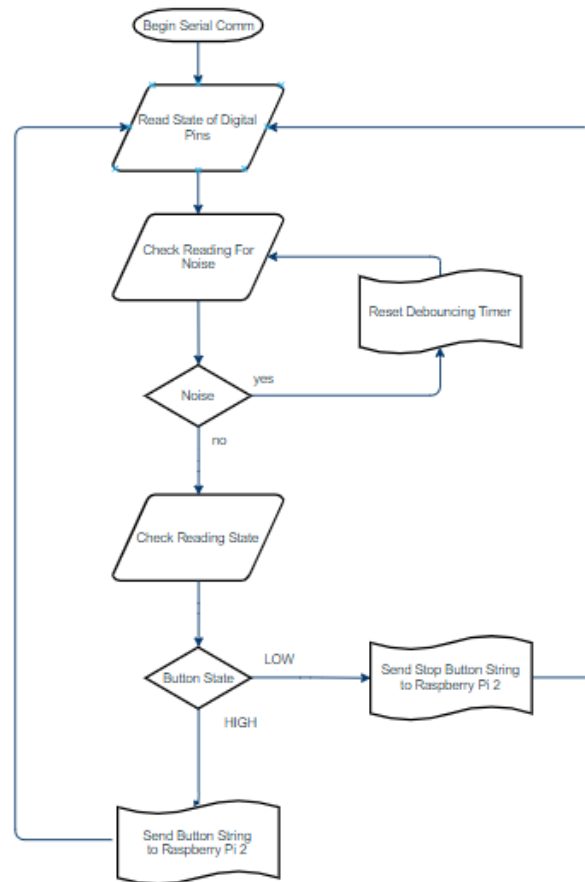 Begin Serial Comm
Read State of Digital
Pins
Check Reading For
Noise
Reset Debouncing Timer
Noise
yes
no
Check Reading State
Button State
LOW
Send Stop Button String
to Raspberry Pi 2
HIGH
Send Button String
to Raspberry Pi 2